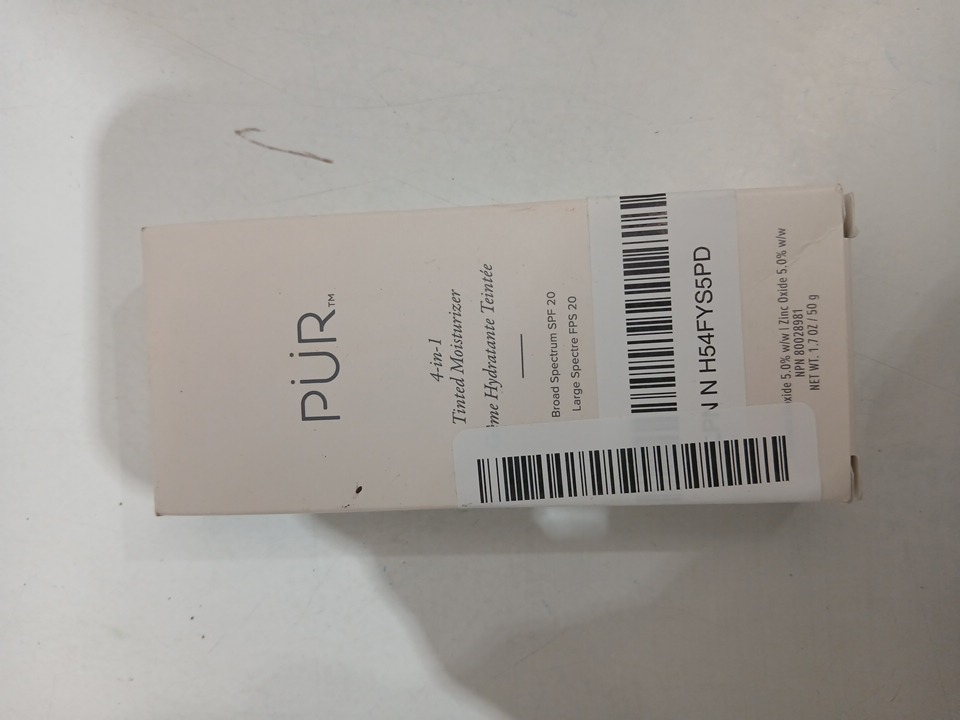 PÜR™
4-in-1
Tinted Moisturizer
Hydratante Teintée
Broad Spectrum SPF 20
Large Spectre FPS 20
N H54FYS5PD
5.0% w/w | Zinc Oxide 5.0% w/w
NPN 80028981
NET WT. 1.7 OZ / 50 g